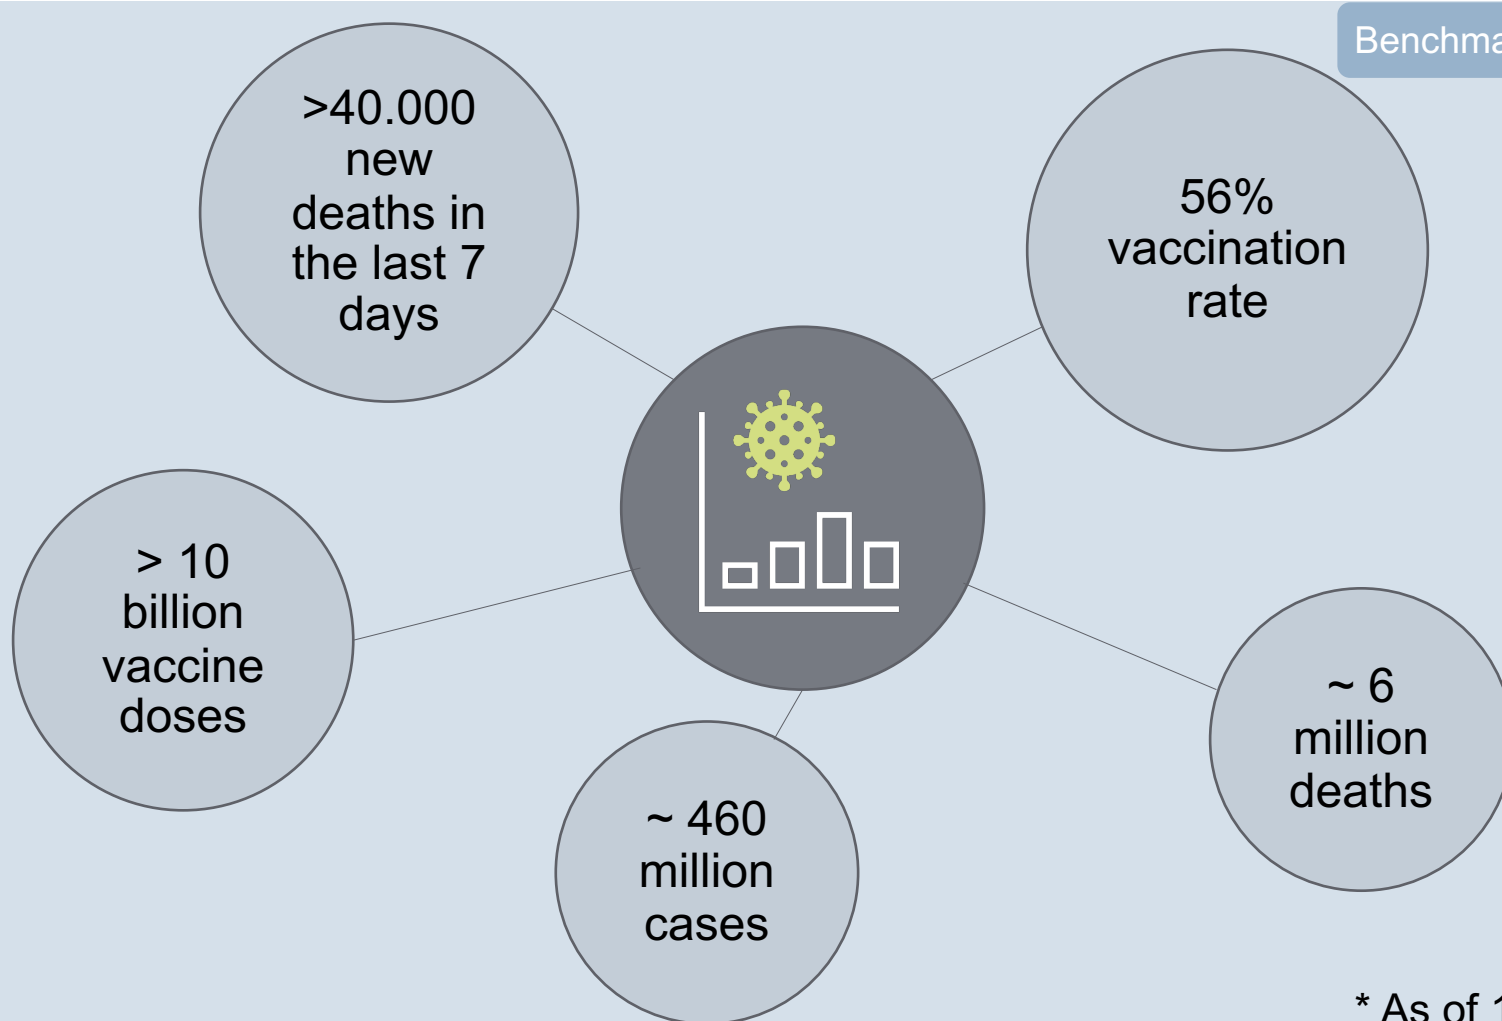 Benchma
>40.000
new
deaths in
the last 7
days
56%
vaccination
rate
> 10
billion
vaccine
doses
~ 460
million
cases
~ 6
million
deaths
* As of 1